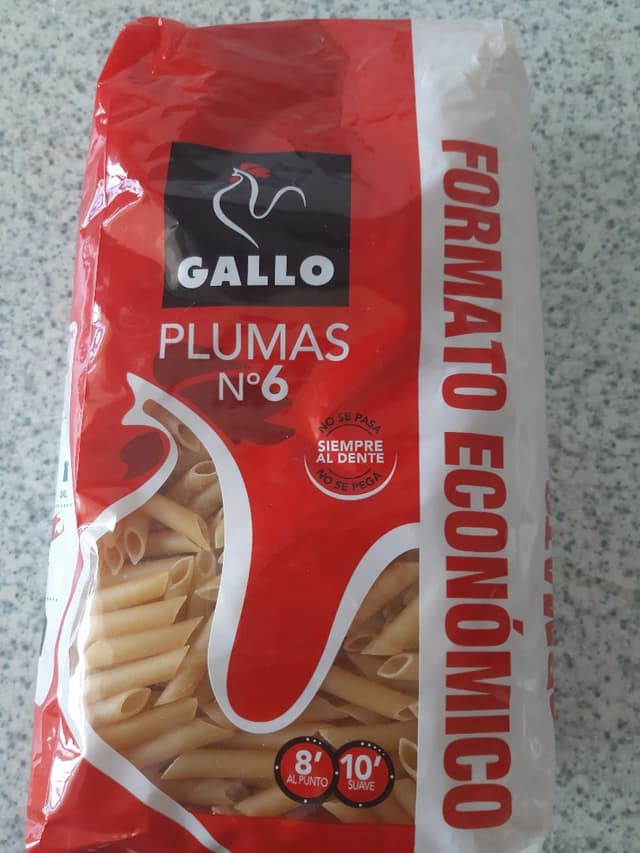 GALLO
PLUMAS
Nº6
NO SE PASA
SIEMPRE
AL DENTE
NO SE PEGA
8'
AL PUNTO
10'
SUAVE
FORMATO ECONÓMICO
SAL